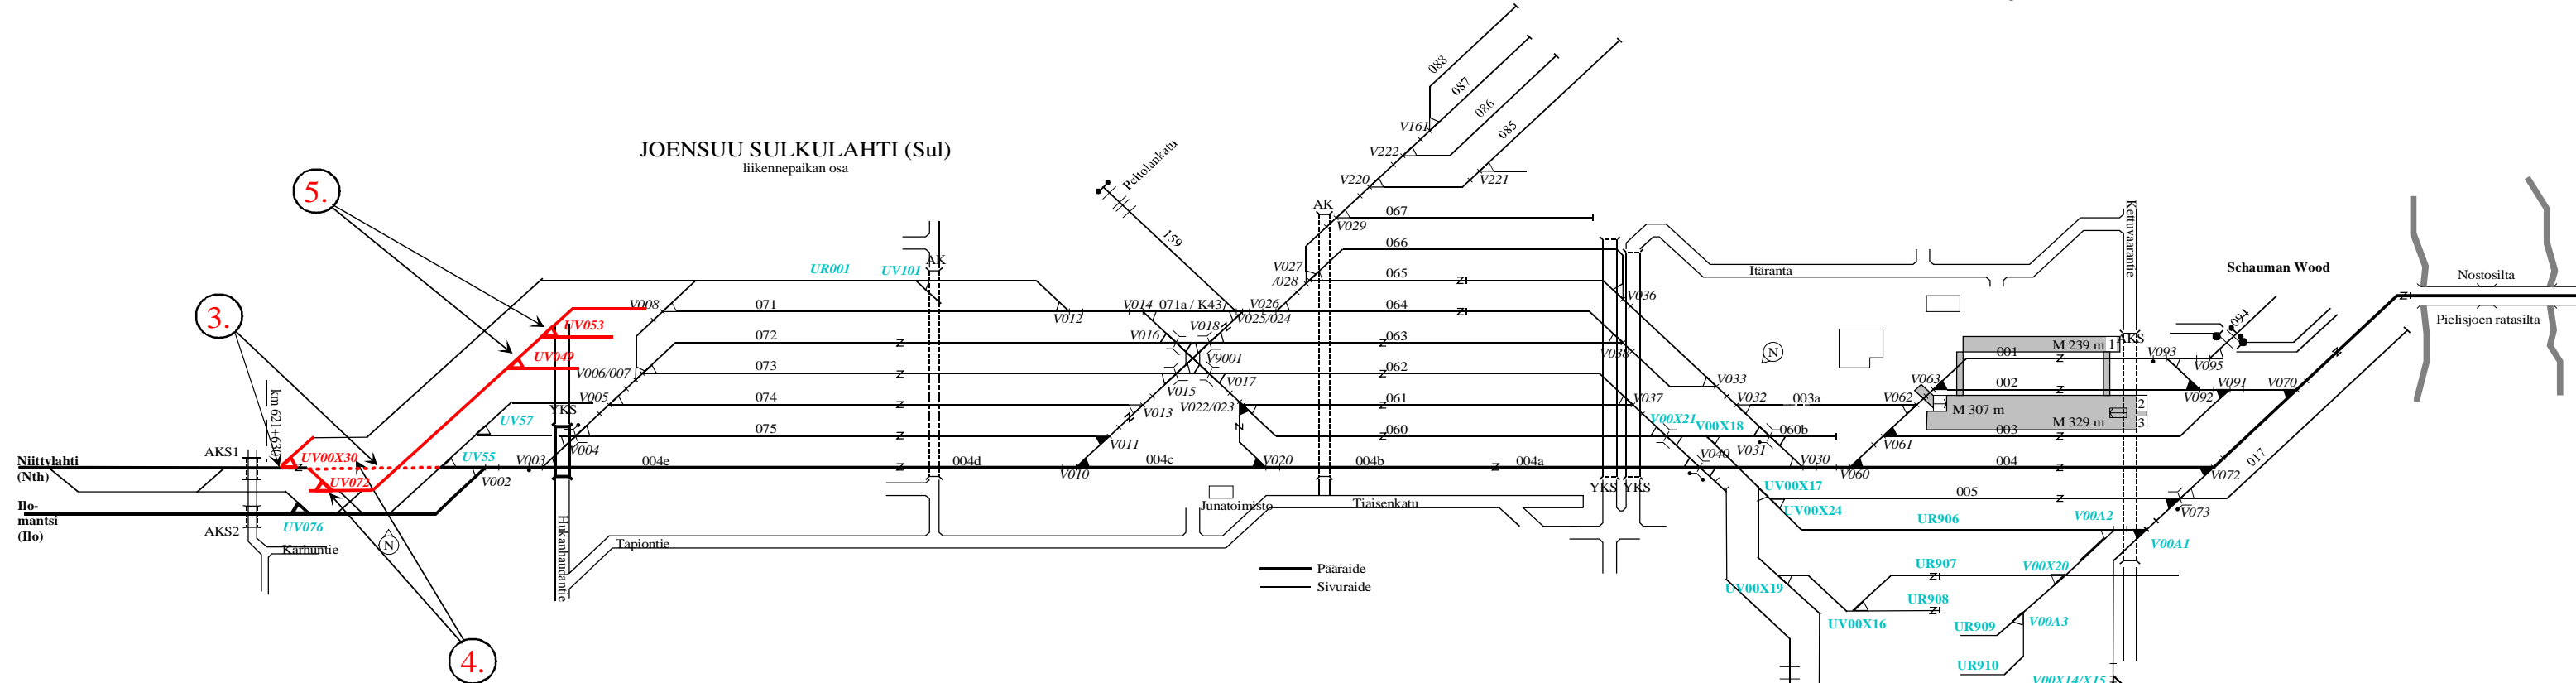 JOENSUU SULKULAHTI (Sul)
liikennepaikan osa
5.
3.
4.
088
087
086
085
V161
V222
V220
V221
Peltolankatu
159
AK
067
V029
066
V027
/028
065
064
V026
V025/024
UR001
UV101
AK
V008
071
V012
V014
071a / K43
V016
V018
V9001
063
072
V006/007
073
V015
V017
062
V005
074
V013
V022/023
061
075
V011
060
YKS
V004
V003
004e
004d
V010
004c
V020
004b
004a
UV053
UV049
UV57
UV55
V002
km 621+630
AKS1
AKS2
UV00X30
UV072
UV076
Karhuntie
N
Niittylahti
(Nth)
Ilo-
mantsi
(Ilo)
Hukanhaudantie
Tapiontie
Junatoimisto
Tiaisenkatu
Pääraide
Sivuraide
YKS
YKS
Itäranta
V036
V038
V037
V033
V032
003a
V00X21
V00X18
V031
060b
V040
V030
V060
V061
V062
V063
N
M 239 m
1
AKS
M 307 m
2
M 329 m
3
001
002
003
004
005
017
Kettuvaarantie
V093
V095
094
V091
V092
V070
V072
V073
Schauman Wood
Nostosilta
Pielisjoen ratasilta
UV00X17
UV00X24
UR906
V00A2
V00A1
UR907
V00X20
UV00X19
UR908
UV00X16
UR909
V00A3
UR910
V00X14/X15